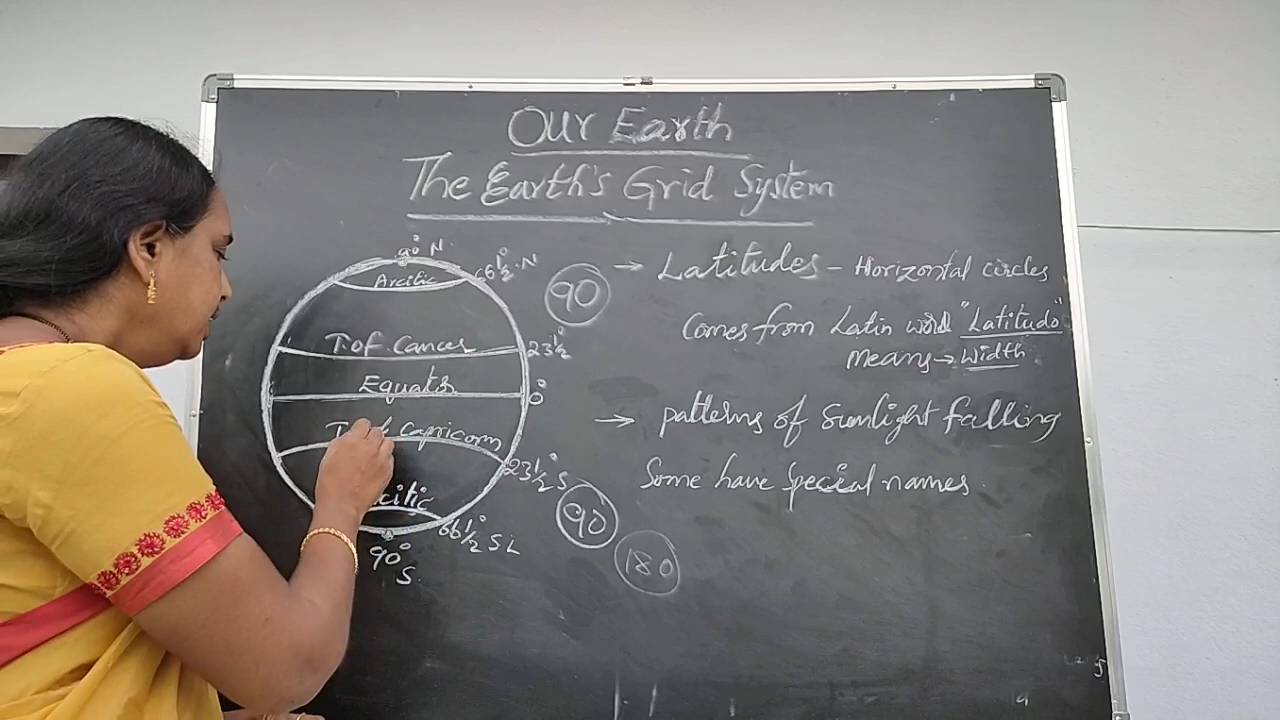 Our Earth
The Earth's Grid System
90° N
Arcitic
66½° N
T. of Cancer
23½°
Equator
0°
Capricorn
23½° S
citic
66½° S L
90°
S
90
90
180
→ Latitudes - Horizontal circles
Comes from Latin word "Latitudo"
Means → width
→ patterns of Sunlight falling
Some have special names